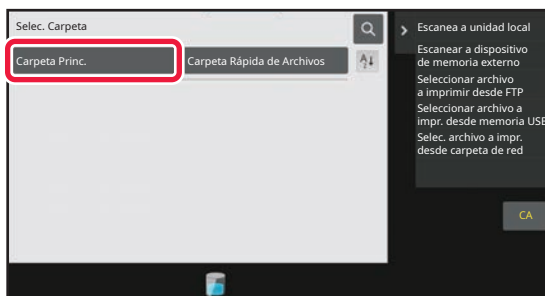 Selec. Carpeta
Carpeta Princ.
Carpeta Rápida de Archivos
Escanea a unidad local
Escanear a dispositivo
de memoria externo
Seleccionar archivo
a imprimir desde FTP
Seleccionar archivo a
impr. desde memoria USB
Selec. archivo a impr.
desde carpeta de red
CA